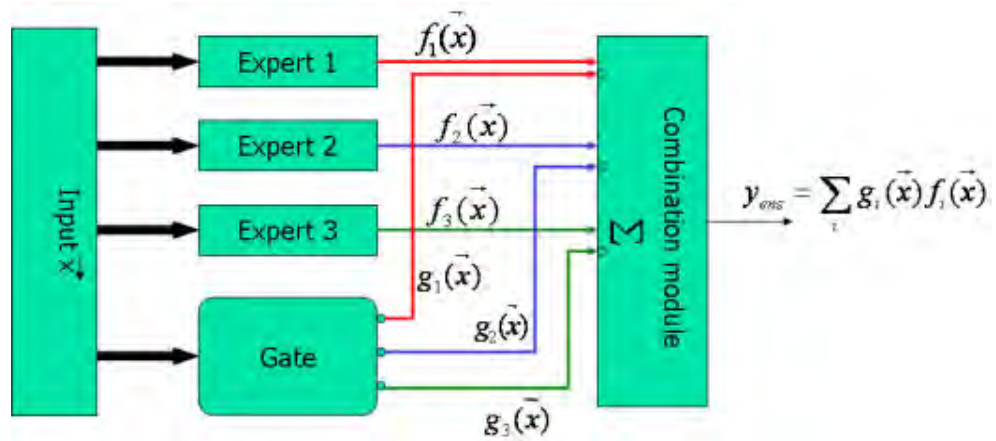 Input x⃗
Expert 1
Expert 2
Expert 3
Gate
f₁(x⃗)
f₂(x⃗)
f₃(x⃗)
g₁(x⃗)
g₂(x⃗)
g₃(x⃗)
Combination module
Σ
yₑₙₛ = ∑ᵢ gᵢ(x⃗)fᵢ(x⃗)